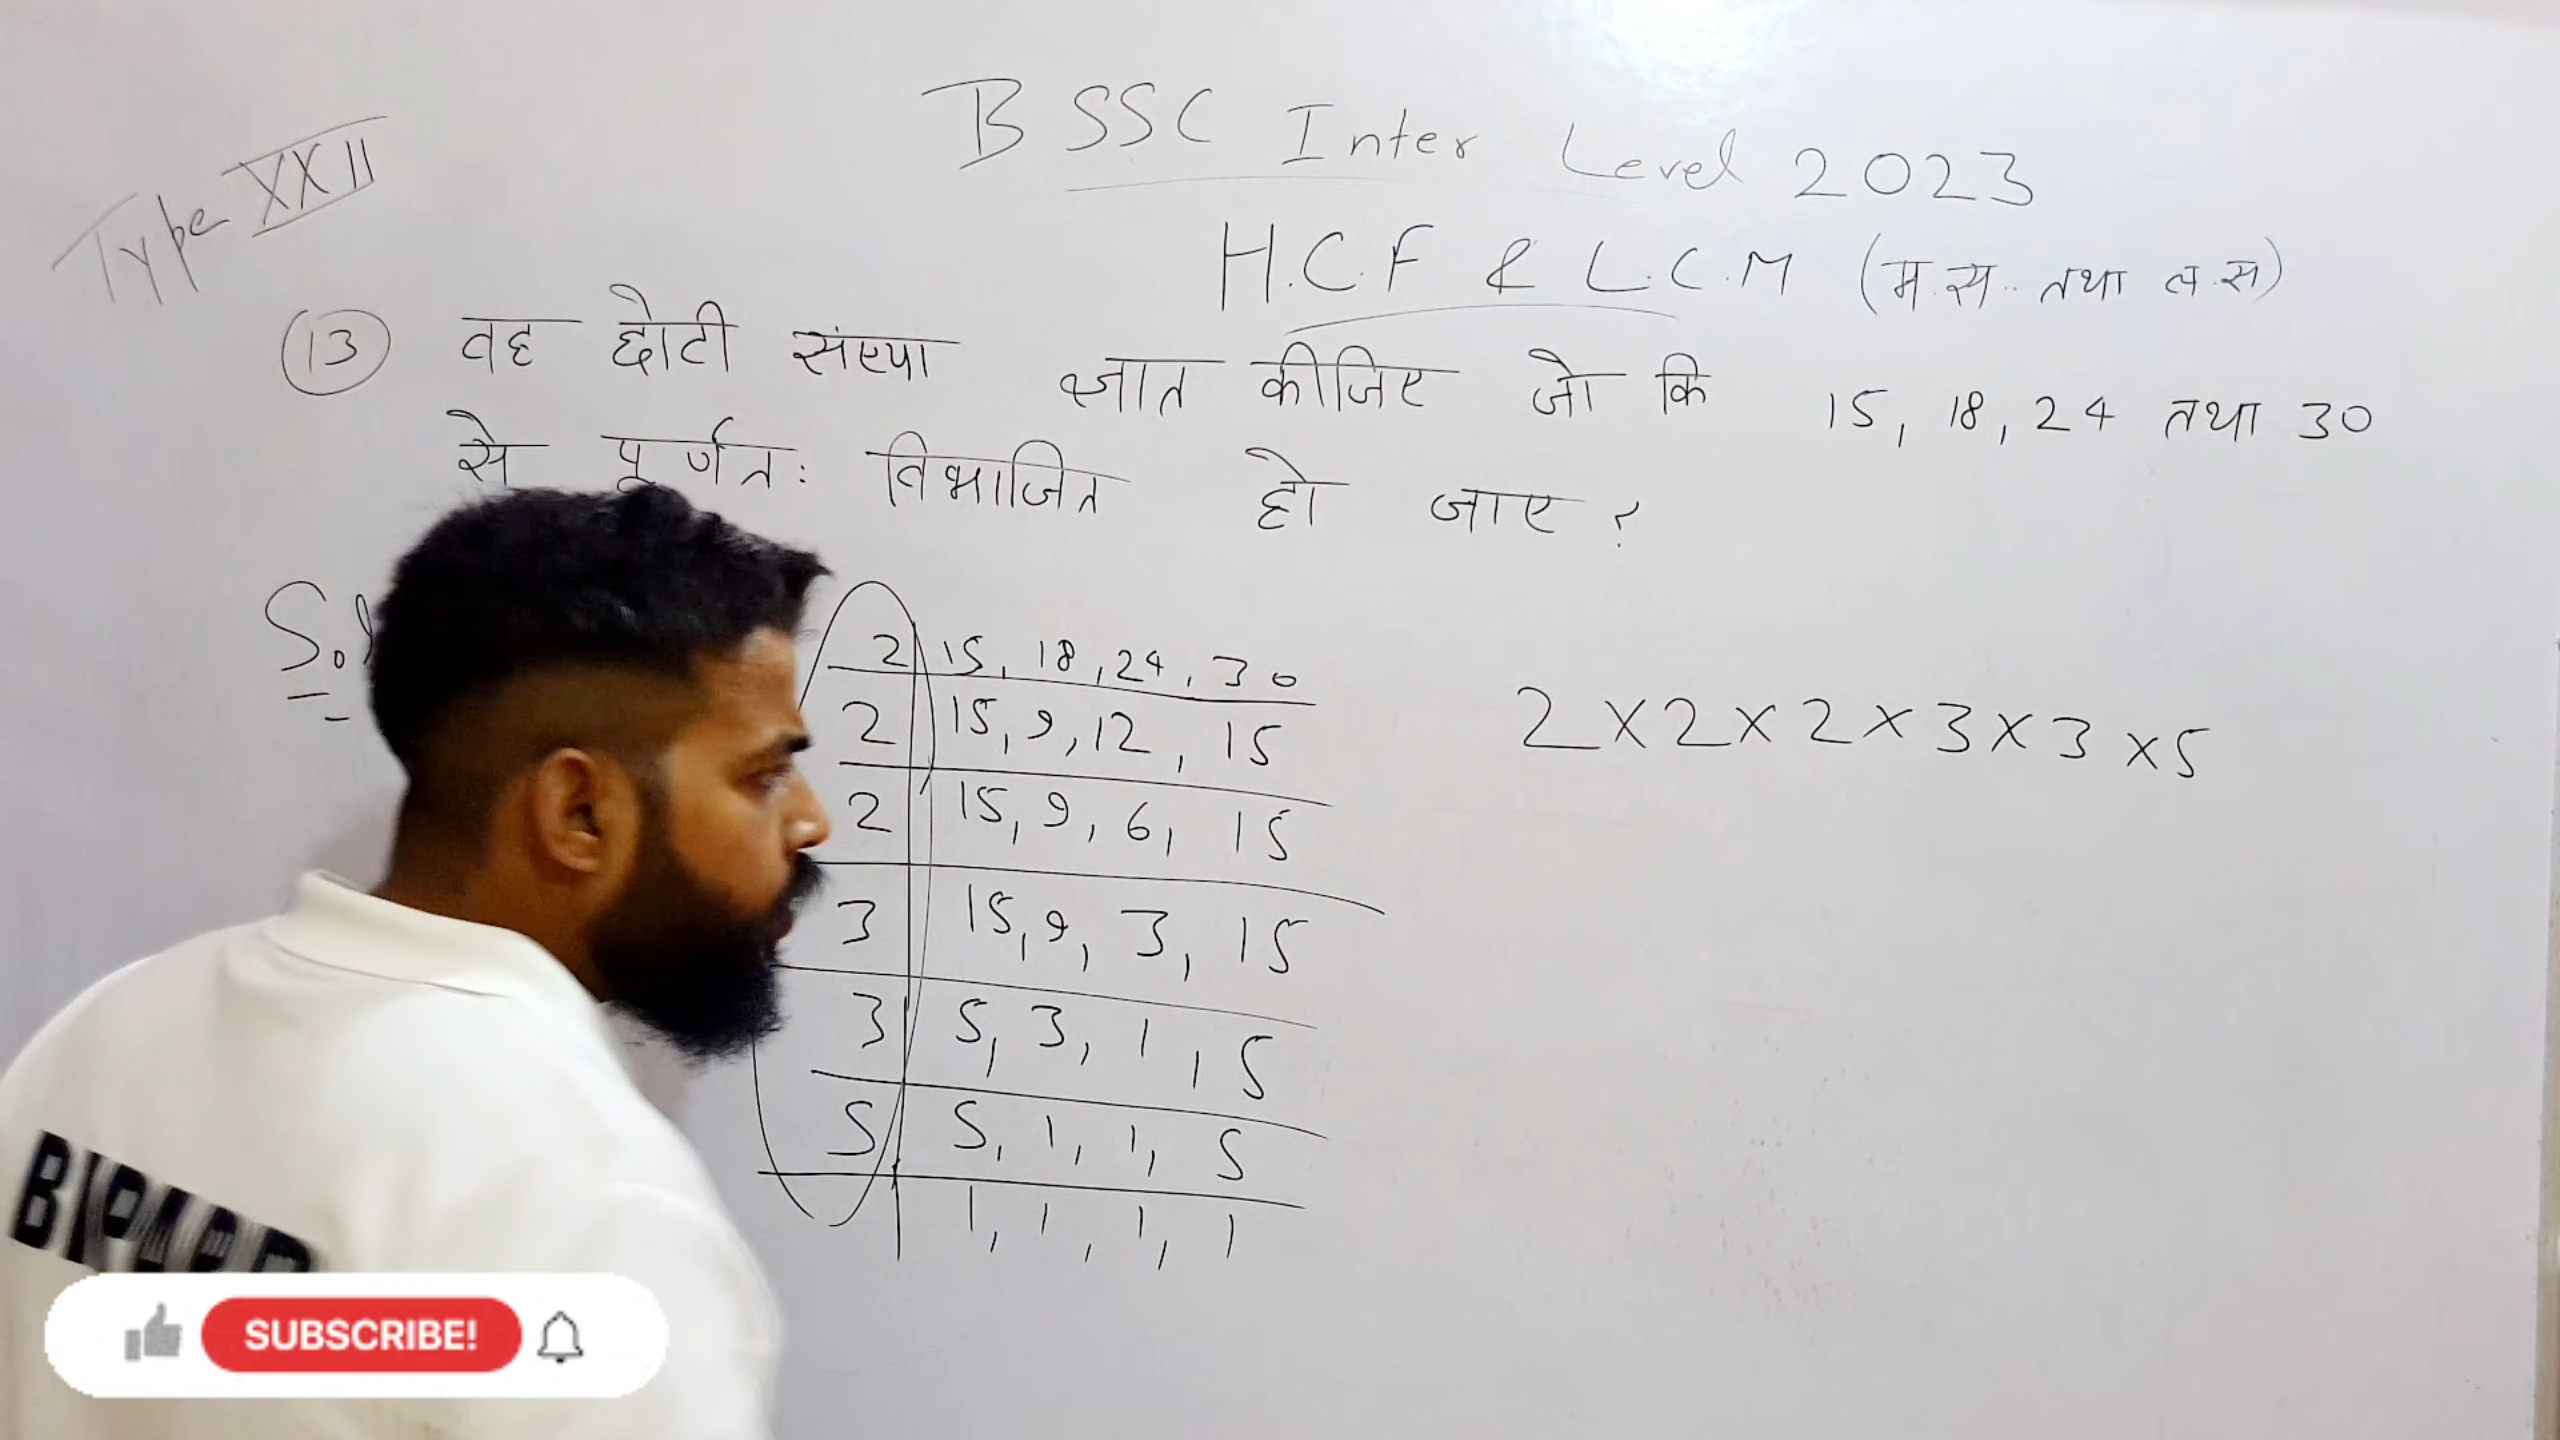 BSSC Inter Level 2023
Type XXII
H.C.F & L.C.M (म.स. तथा ल.स)
13 वह छोटी संख्या ज्ञात कीजिए जो कि 15, 18, 24 तथा 30
से पूर्णतः विभाजित हो जाए ?
2 15, 18, 24, 30
2 15, 9, 12, 15
2 15, 9, 6, 15
3 15, 9, 3, 15
3 5, 3, 1, 5
5 5, 1, 1, 5
1, 1, 1, 1
2 × 2 × 2 × 3 × 3 × 5
SUBSCRIBE!